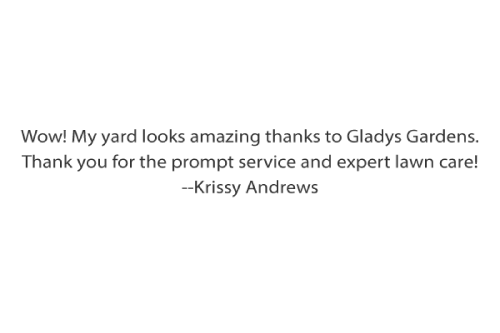 Wow! My yard looks amazing thanks to Gladys Gardens.
Thank you for the prompt service and expert lawn care!
--Krissy Andrews